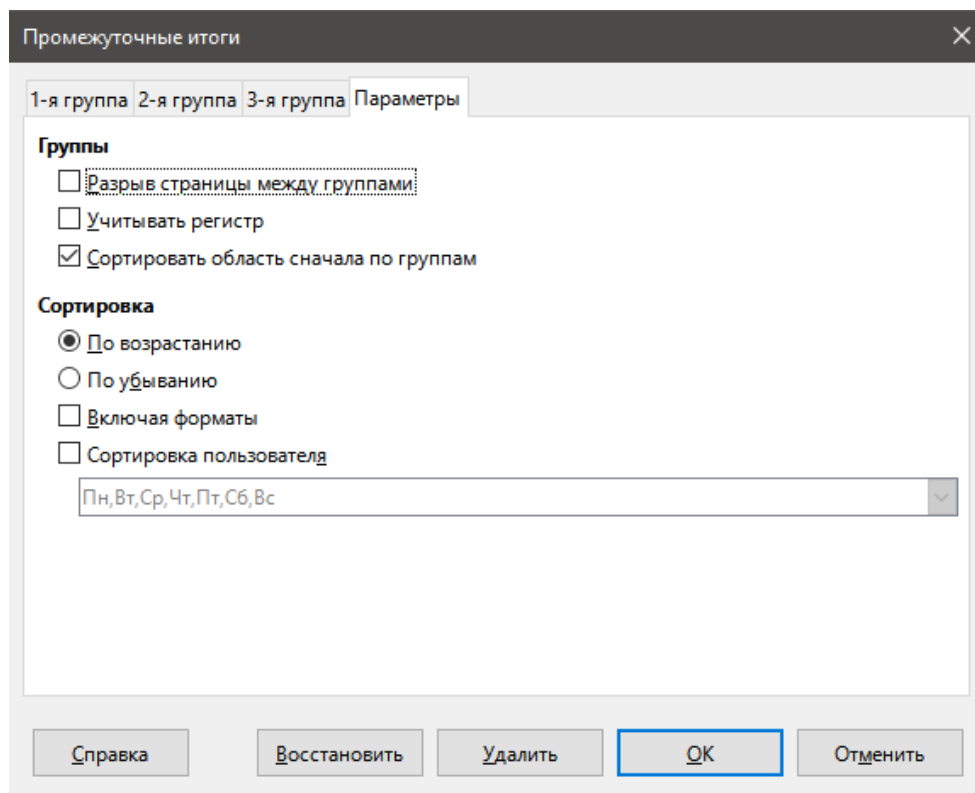 Промежуточные итоги
1-я группа 2-я группа 3-я группа Параметры
Группы
Разрыв страницы между группами
Учитывать регистр
Сортировать область сначала по группам
Сортировка
По возрастанию
По убыванию
Включая форматы
Сортировка пользователя
Пн,Вт,Ср,Чт,Пт,Сб,Вс
Справка Восстановить Удалить ОК Отменить